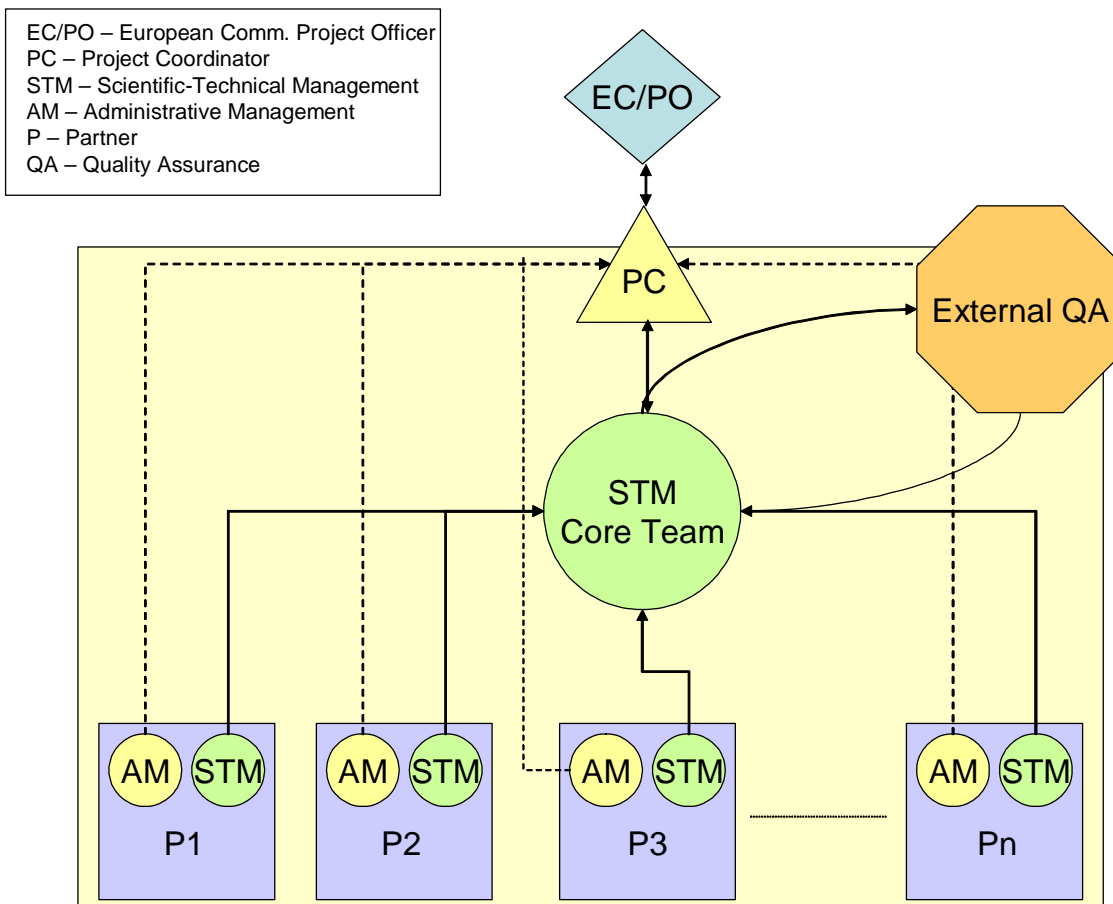 EC/PO – European Comm. Project Officer
PC – Project Coordinator
STM – Scientific-Technical Management
AM – Administrative Management
P – Partner
QA – Quality Assurance
EC/PO
PC
External QA
STM
Core Team
AM
STM
P1
AM
STM
P2
AM
STM
P3
AM
STM
Pn